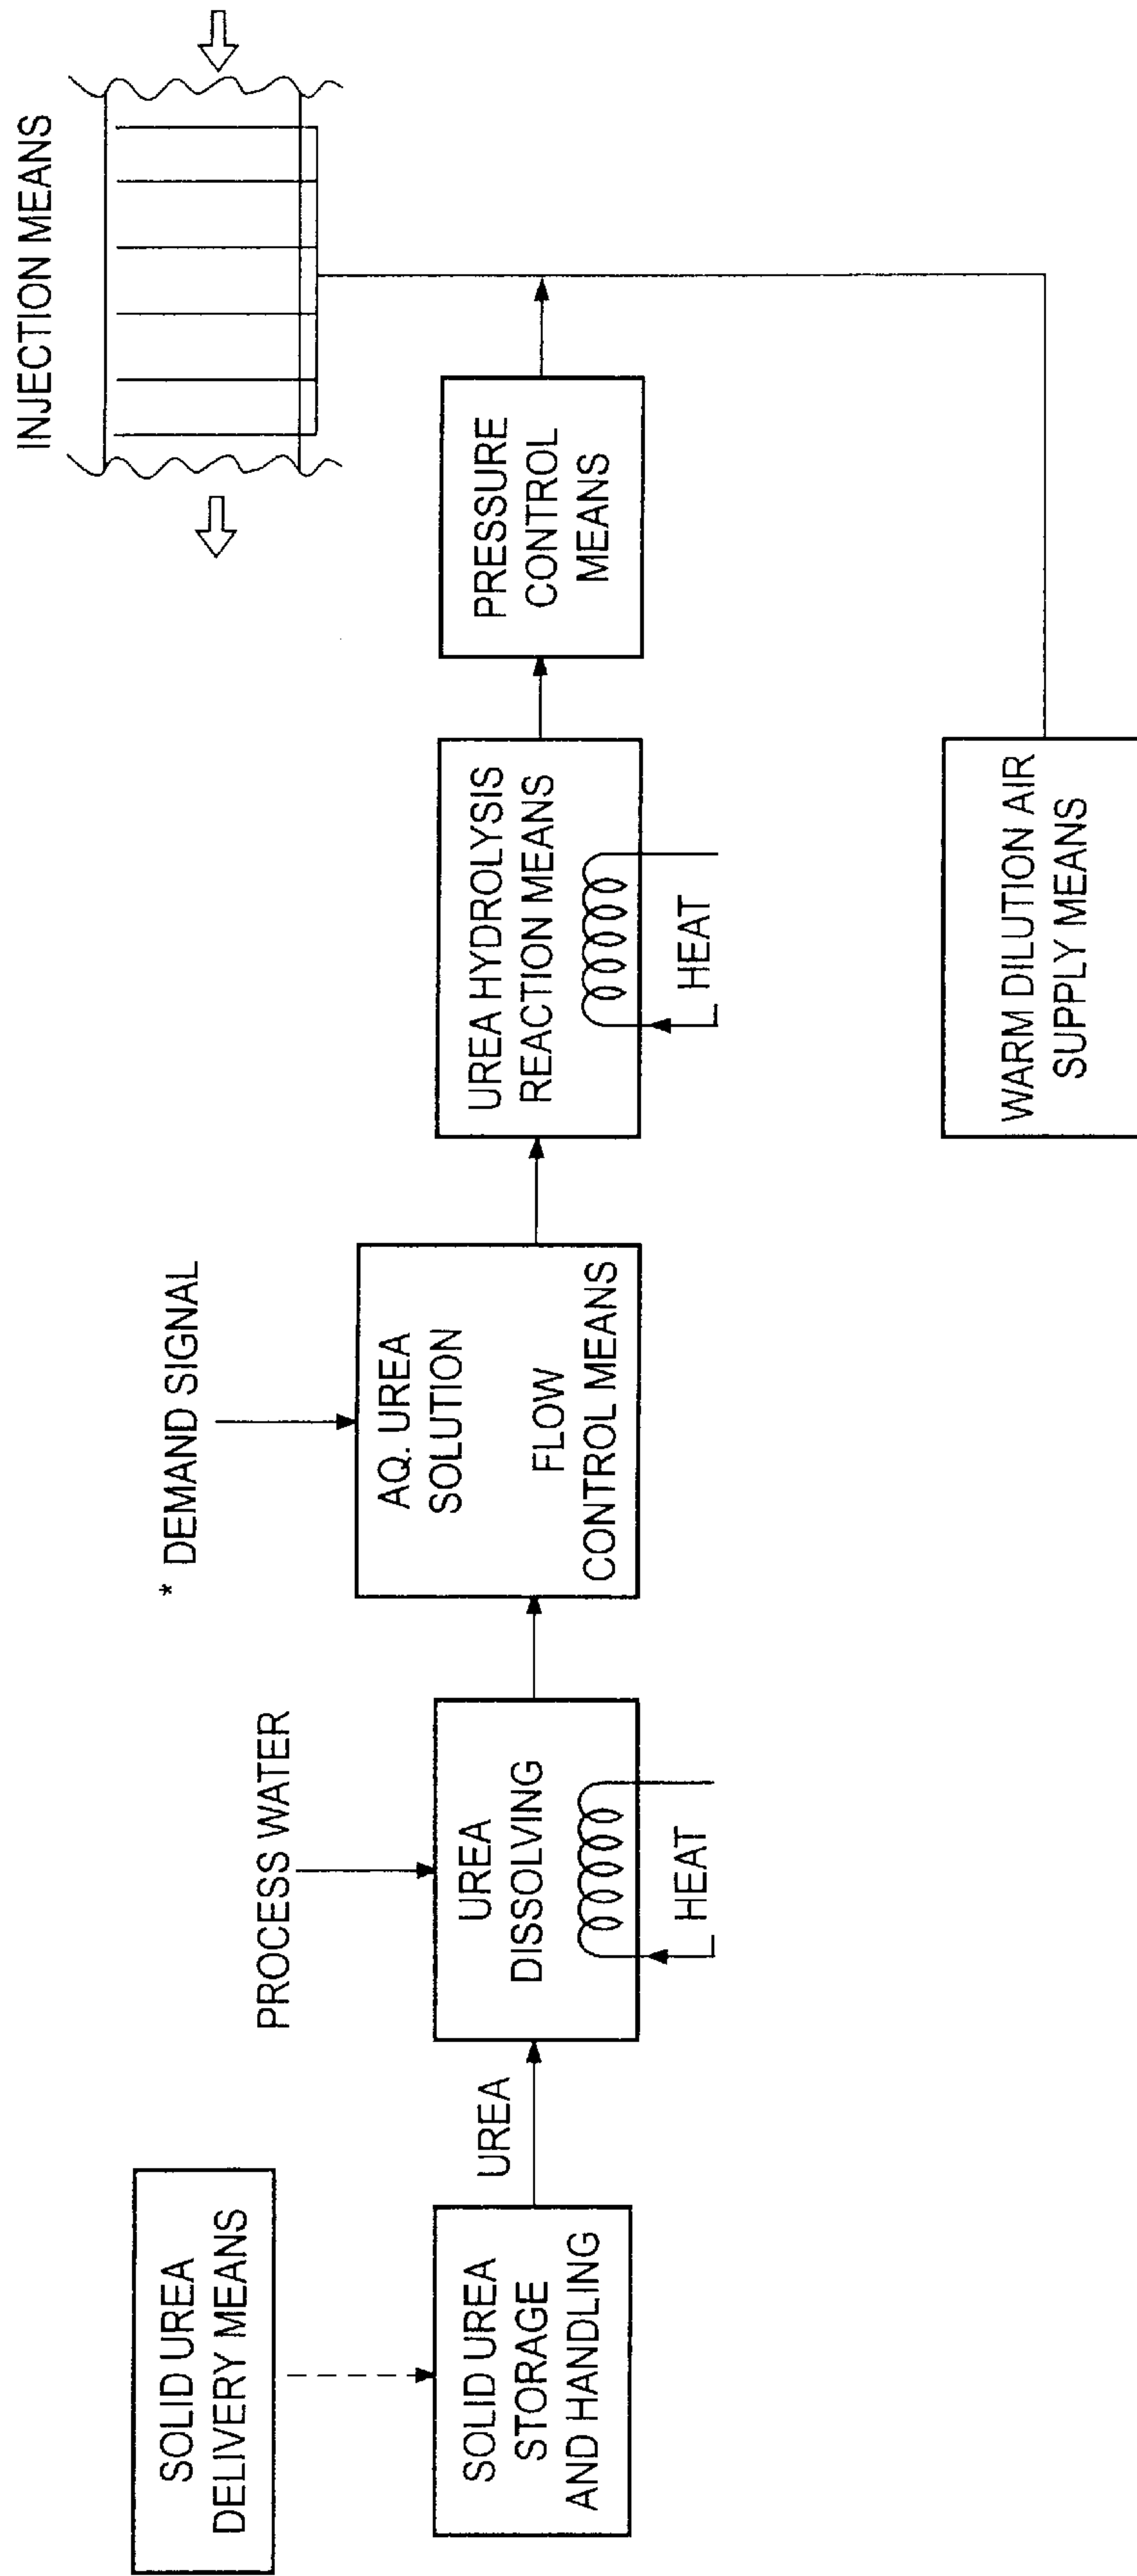 SOLID UREA
DELIVERY MEANS
SOLID UREA
STORAGE
AND HANDLING
UREA
PROCESS WATER
UREA
DISSOLVING
HEAT
* DEMAND SIGNAL
AQ. UREA
SOLUTION
FLOW
CONTROL MEANS
UREA HYDROLYSIS
REACTION MEANS
HEAT
PRESSURE
CONTROL
MEANS
INJECTION MEANS
WARM DILUTION AIR
SUPPLY MEANS